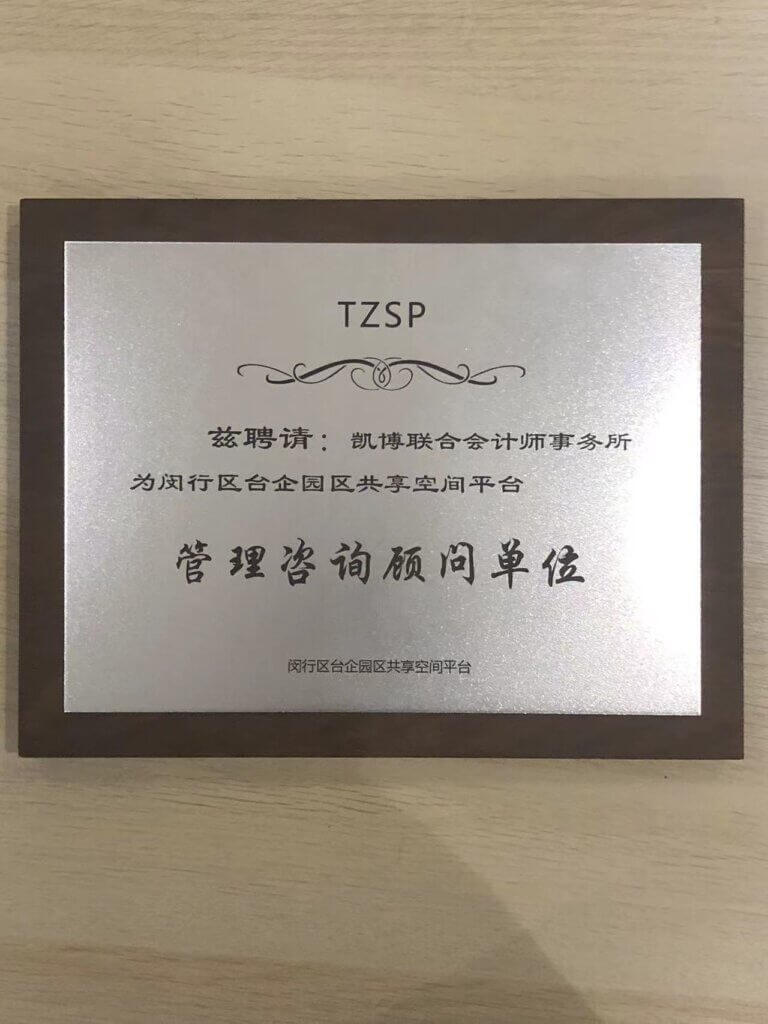 TZSP
兹聘请：凯博联合会计师事务所
为闵行区台企园区共享空间平台
管理咨询顾问单位
闵行区台企园区共享空间平台